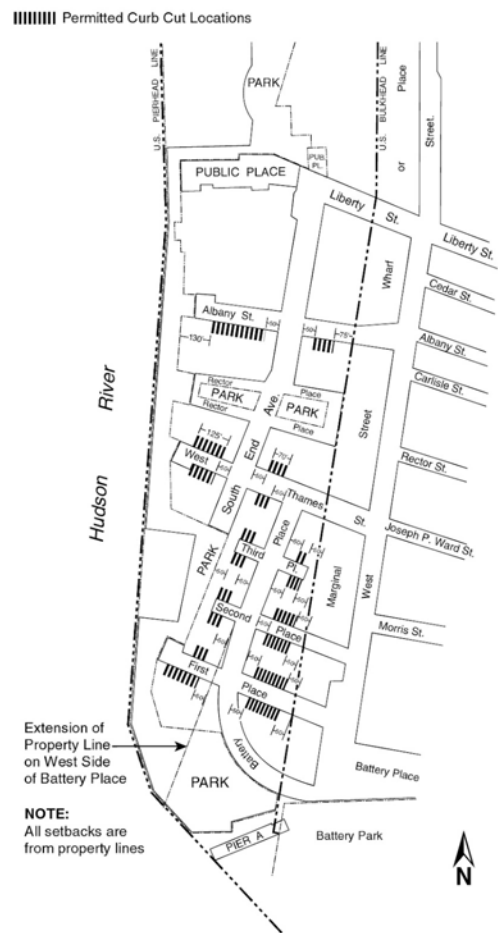 Permitted Curb Cut Locations
U.S. PIERHEAD LINE
PARK
U.S. BULKHEAD LINE
Place
or
Street.
PUB.
PL.
PUBLIC PLACE
Liberty St.
Liberty St.
Wharf
Cedar St.
Albany St.
-50'-
-50'-
-75'-
-130'-
Albany St.
Carlisle St.
Rector
Place
PARK
PARK
Rector
Place
Ave.
Street
Hudson River
-125'-
West
End
South
-70'-
Rector St.
Thames St.
Place
Joseph P. Ward St.
PARK
Third
Pl.
Marginal
West
Second
Place
Morris St.
First
Place
Battery
Battery Place
Extension of
Property Line
on West Side
of Battery Place
PARK
NOTE:
All setbacks are
from property lines
PIER A
Battery Park
N